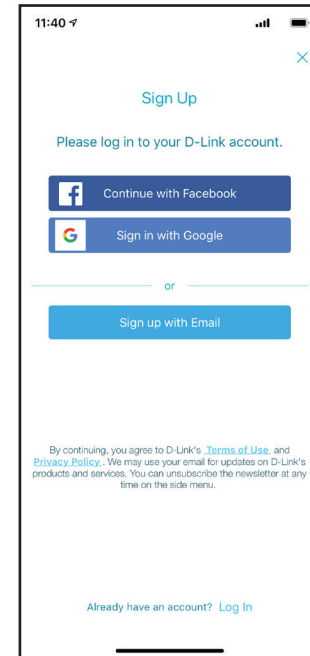 11:40
Sign Up
Please log in to your D-Link account.
Continue with Facebook
Sign in with Google
or
Sign up with Email
By continuing, you agree to D-Link's Terms of Use and
Privacy Policy. We may use your email for updates on D-Link's
products and services. You can unsubscribe the newsletter at any
time on the side menu.
Already have an account? Log In